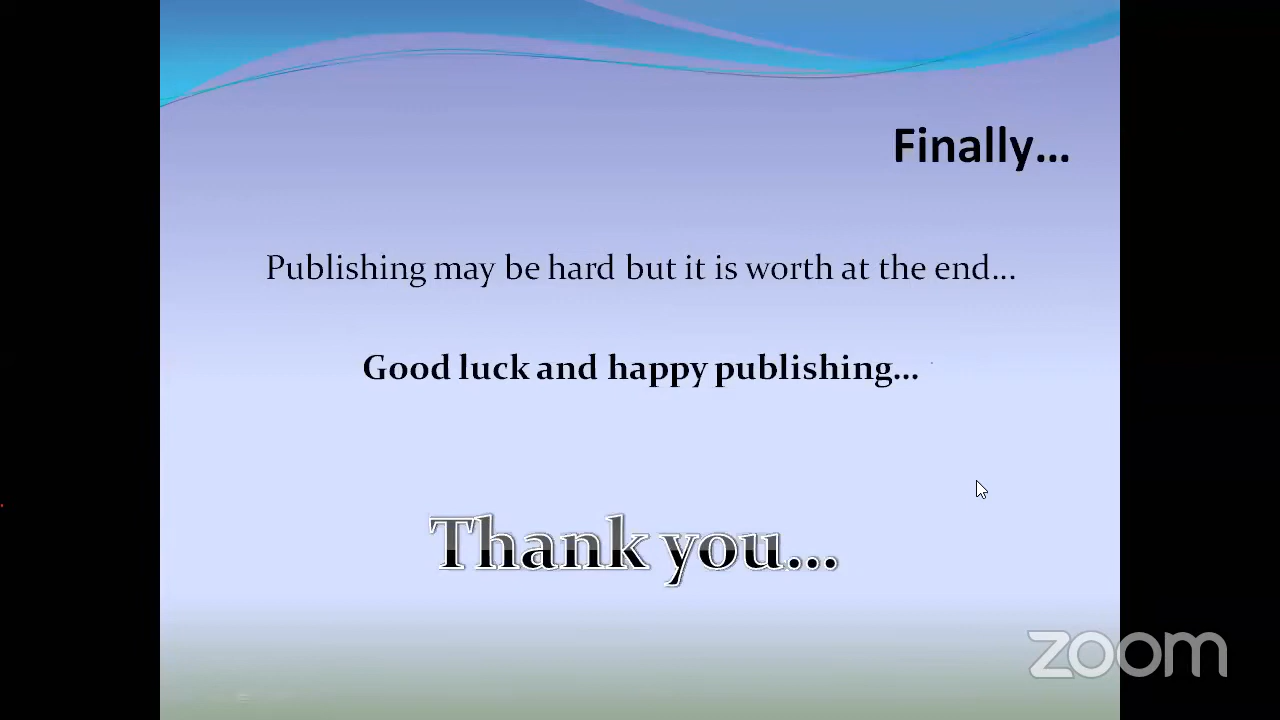 Finally...
Publishing may be hard but it is worth at the end...
Good luck and happy publishing...
Thank you...
zoom